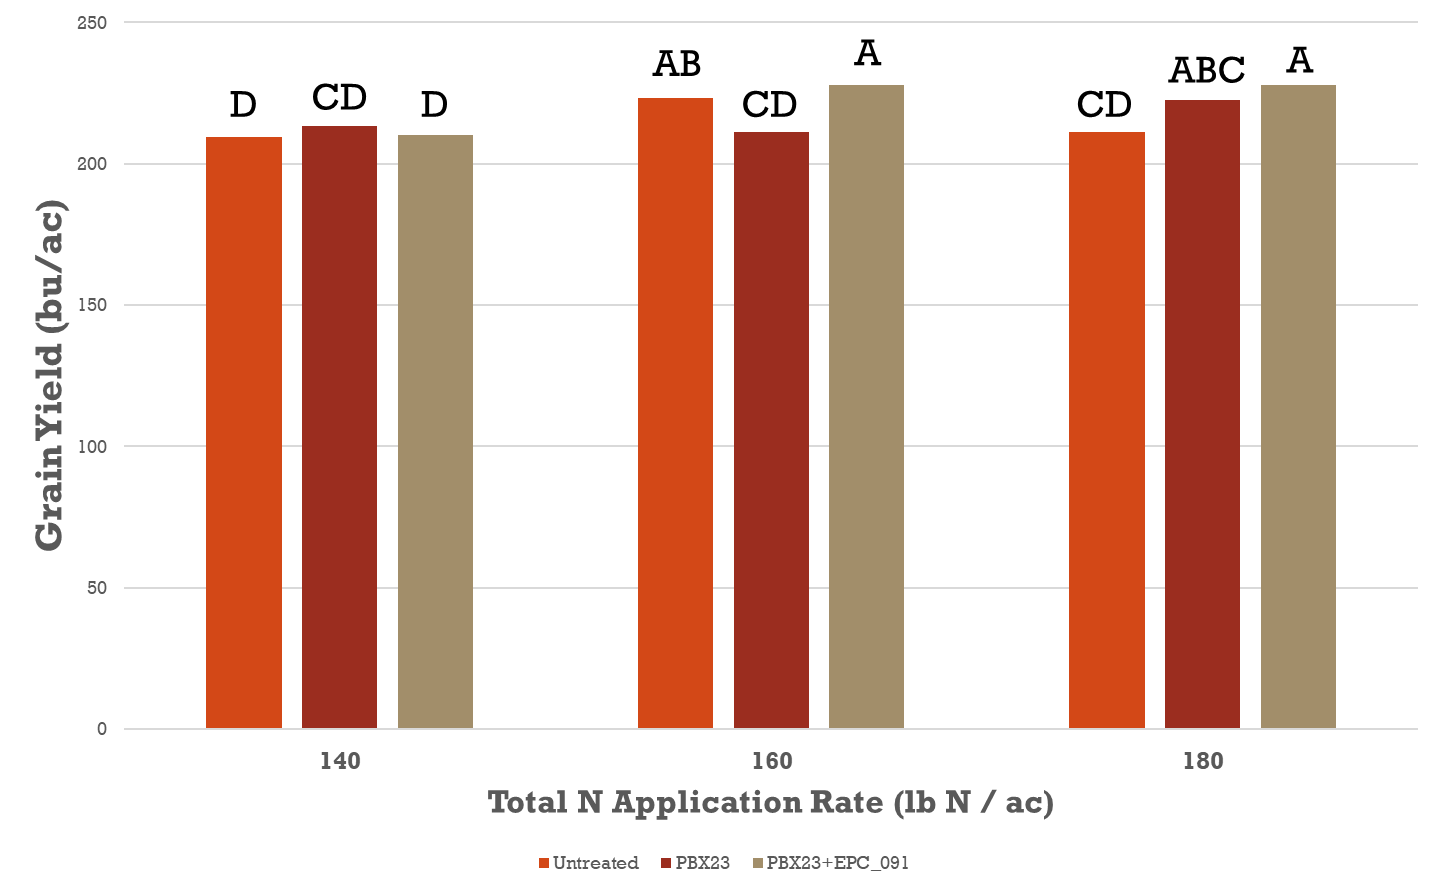 250
200
150
100
50
0
Grain Yield (bu/ac)
D
CD
D
AB
CD
A
CD
ABC
A
140
160
180
Total N Application Rate (lb N / ac)
Untreated
PBX23
PBX23+EPC_091